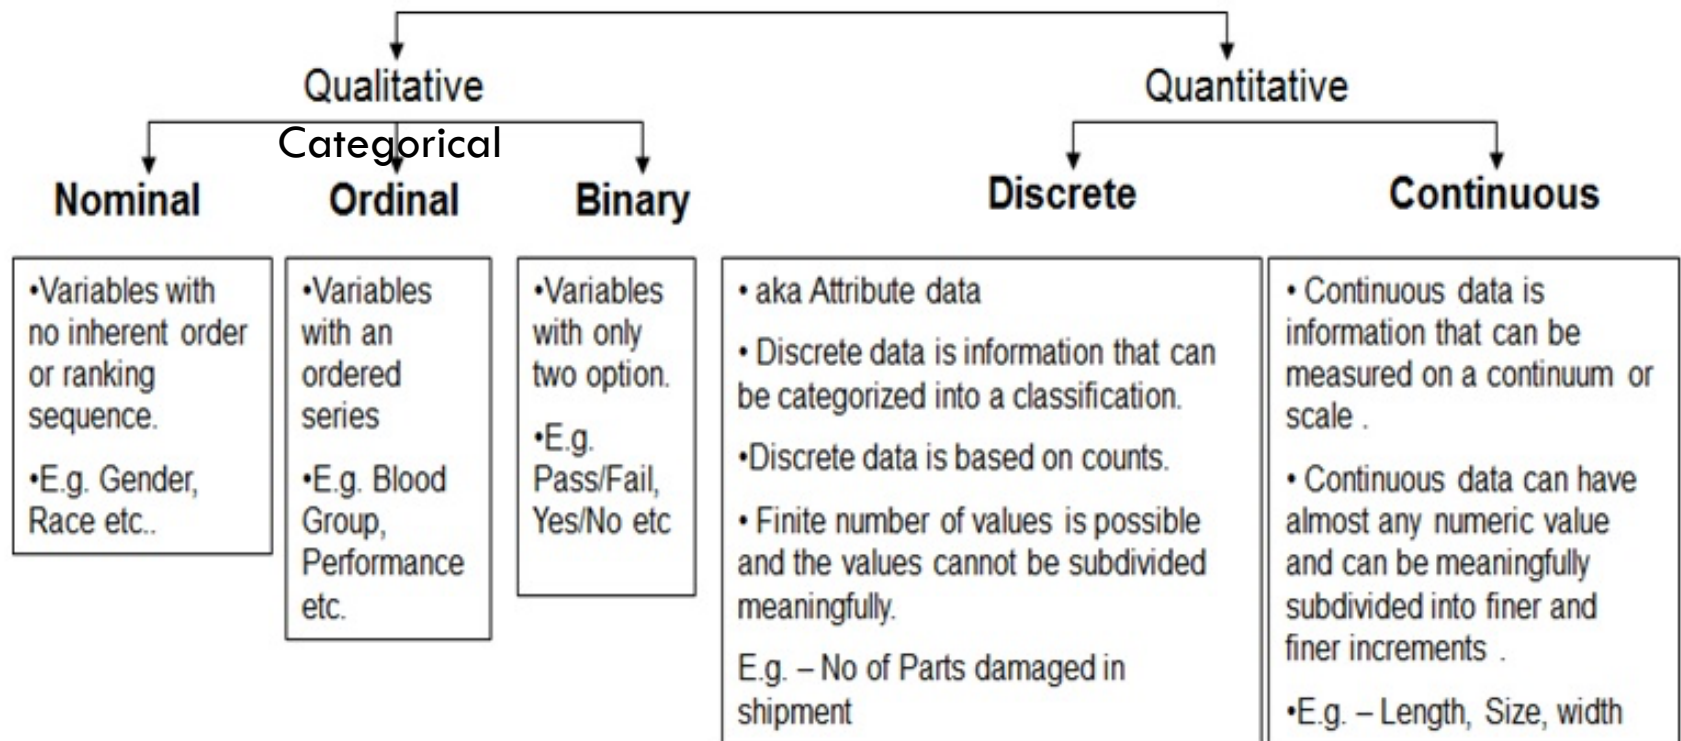 Qualitative
Quantitative
Categorical
Nominal
Ordinal
Binary
Discrete
Continuous
•Variables with
no inherent order
or ranking
sequence.
•E.g. Gender,
Race etc..
•Variables
with an
ordered
series
•E.g. Blood
Group,
Performance
etc.
•Variables
with only
two option.
•E.g.
Pass/Fail,
Yes/No etc
• aka Attribute data
• Discrete data is information that can
be categorized into a classification.
•Discrete data is based on counts.
• Finite number of values is possible
and the values cannot be subdivided
meaningfully.
E.g. – No of Parts damaged in
shipment
• Continuous data is
information that can be
measured on a continuum or
scale .
• Continuous data can have
almost any numeric value
and can be meaningfully
subdivided into finer and
finer increments .
•E.g. – Length, Size, width